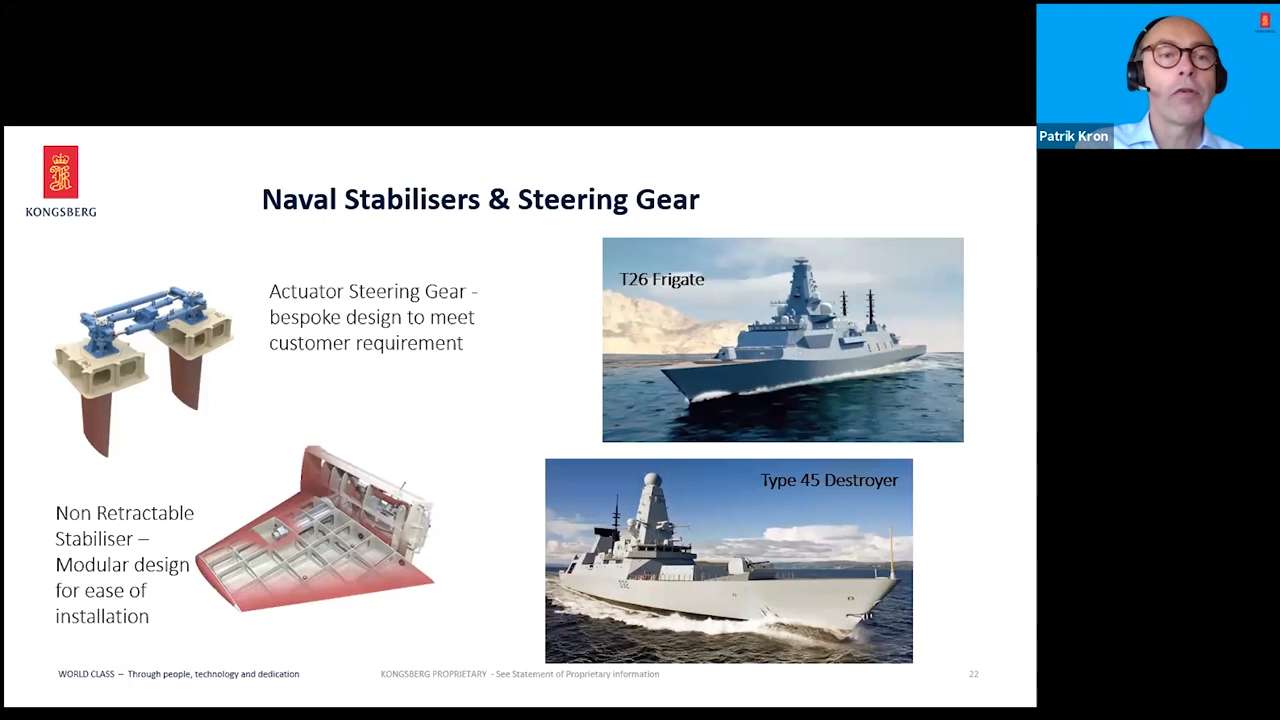 Patrik Kron
KONGSBERG
Naval Stabilisers & Steering Gear
Actuator Steering Gear -
bespoke design to meet
customer requirement
T26 Frigate
Type 45 Destroyer
Non Retractable
Stabiliser –
Modular design
for ease of
installation
WORLD CLASS – Through people, technology and dedication
KONGSBERG PROPRIETARY - See Statement of Proprietary information
22